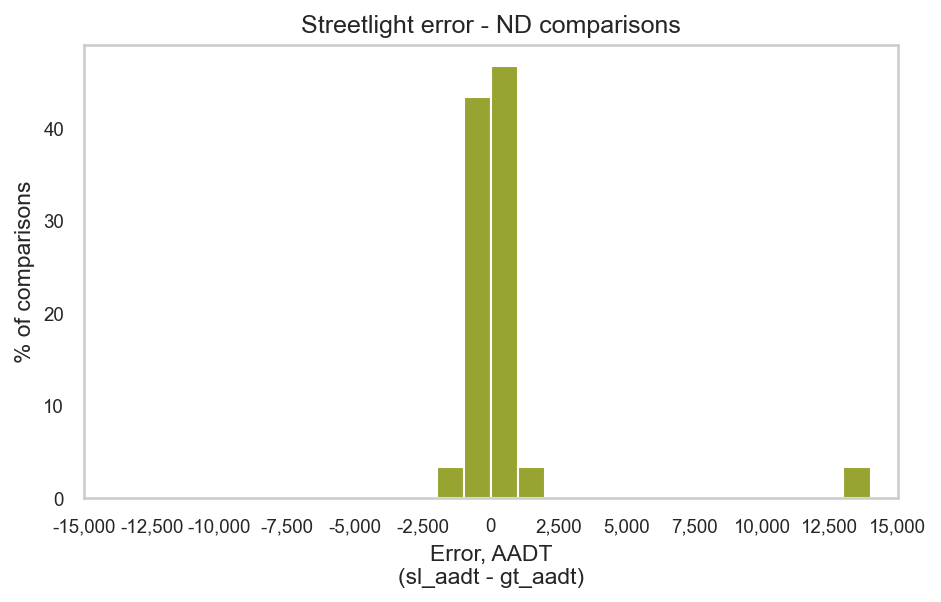 Streetlight error - ND comparisons
% of comparisons
40
30
20
10
0
-15,000 -12,500 -10,000 -7,500 -5,000 -2,500 0 2,500 5,000 7,500 10,000 12,500 15,000
Error, AADT
(sl_aadt - gt_aadt)